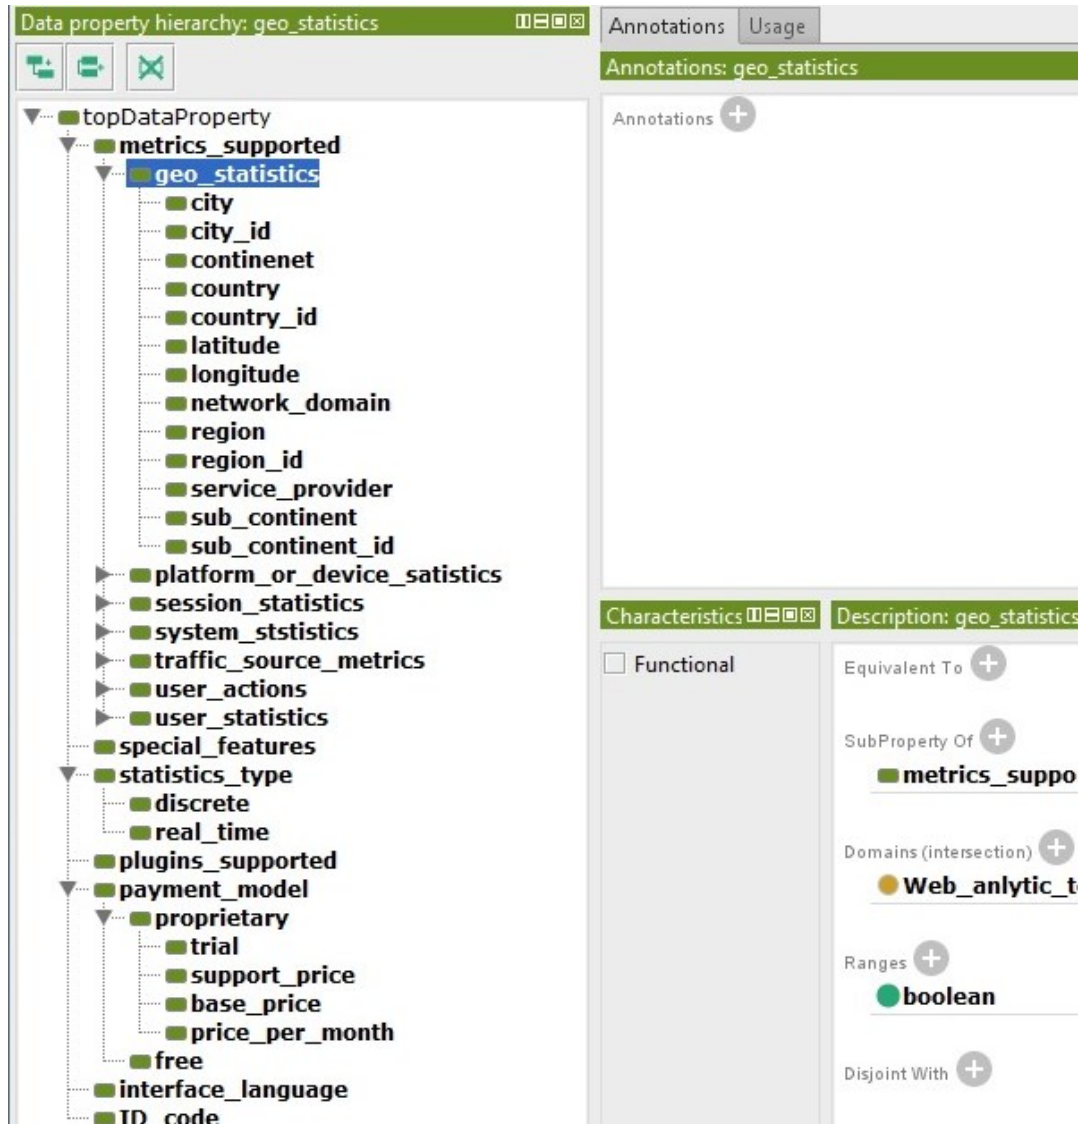 Data property hierarchy: geo_statistics
topDataProperty
metrics_supported
geo_statistics
city
city_id
continenet
country
country_id
latitude
longitude
network_domain
region
region_id
service_provider
sub_continent
sub_continent_id
platform_or_device_satistics
session_statistics
system_ststistics
traffic_source_metrics
user_actions
user_statistics
special_features
statistics_type
discrete
real_time
plugins_supported
payment_model
proprietary
trial
support_price
base_price
price_per_month
free
interface_language
ID_code
Annotations Usage
Annotations: geo_statistics
Annotations
Characteristics
Functional
Description: geo_statistics
Equivalent To
SubProperty Of
metrics_suppo
Domains (intersection)
Web_anlytic_t
Ranges
boolean
Disjoint With